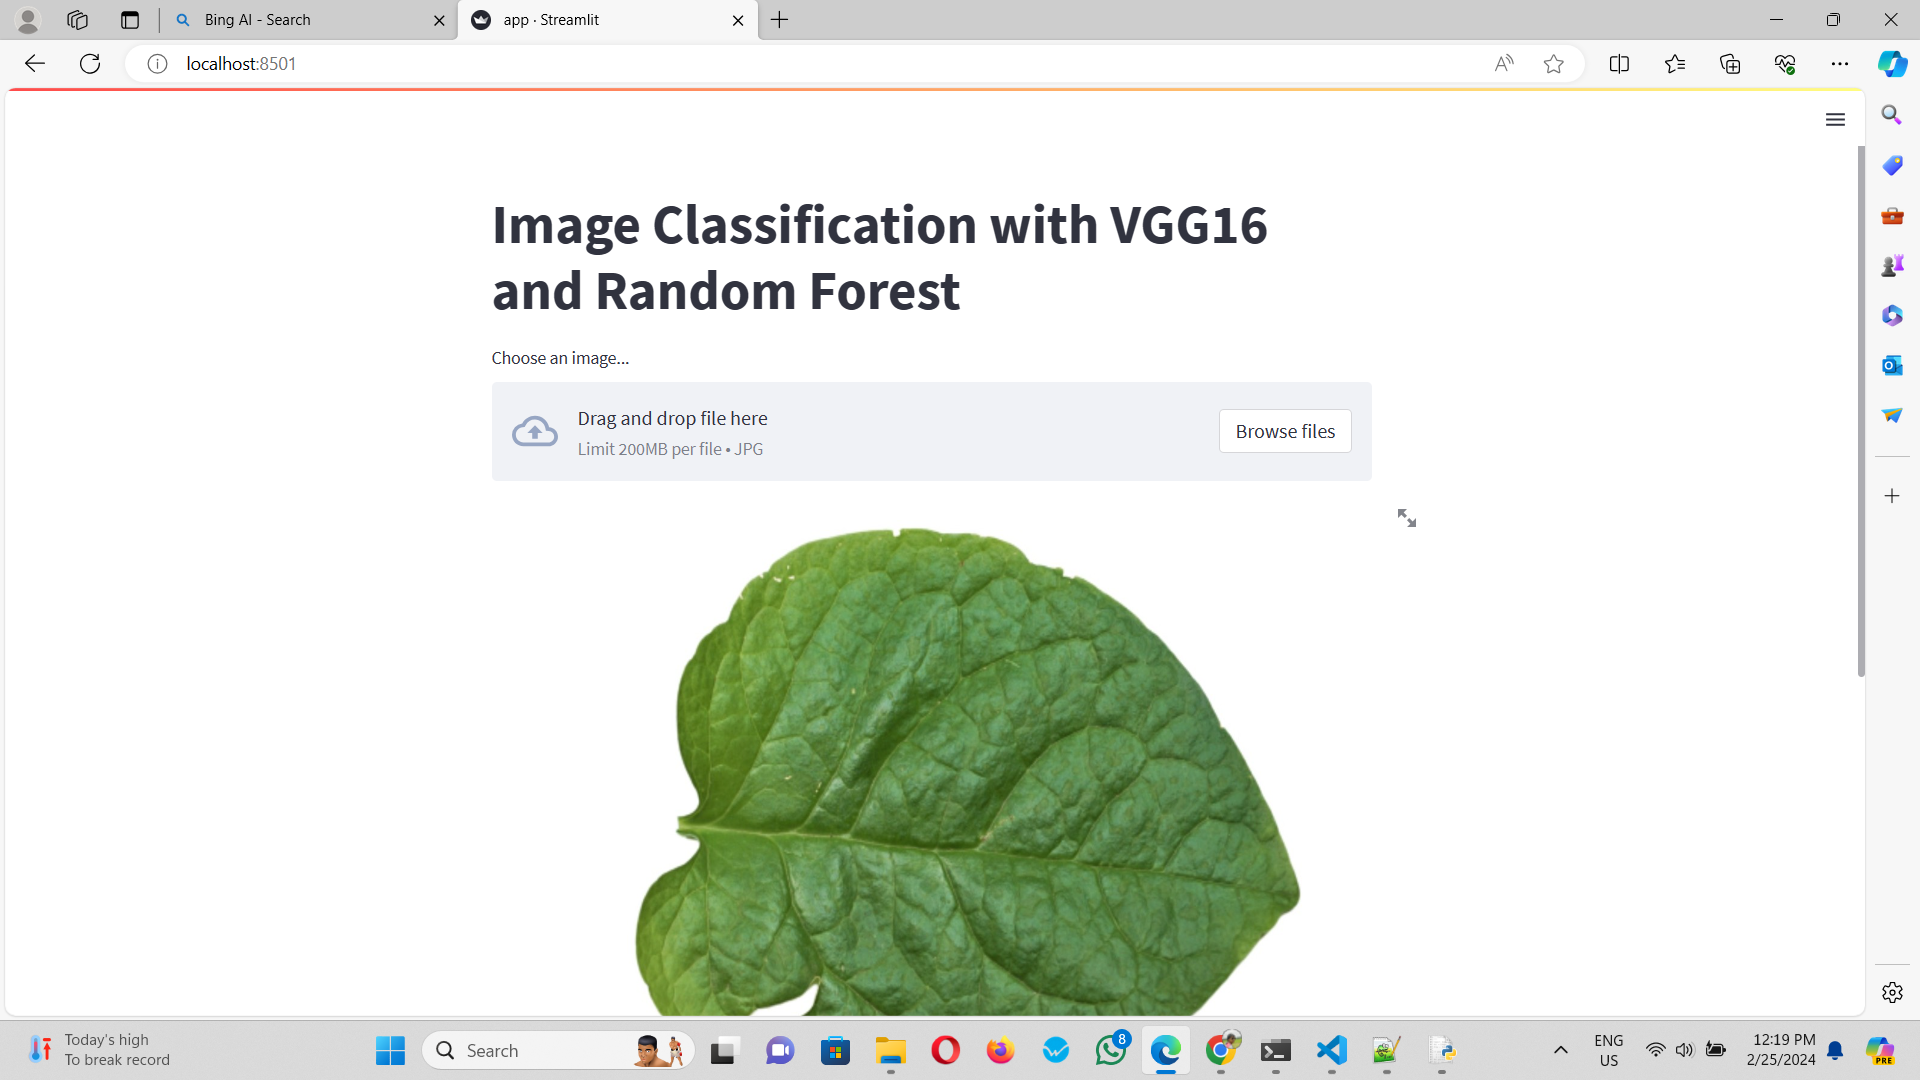 Bing AI - Search
app · Streamlit
localhost:8501
Image Classification with VGG16
and Random Forest
Choose an image...
Drag and drop file here
Limit 200MB per file • JPG
Browse files
Today's high
To break record
Search
8
ENG
US
12:19 PM
2/25/2024
PRE